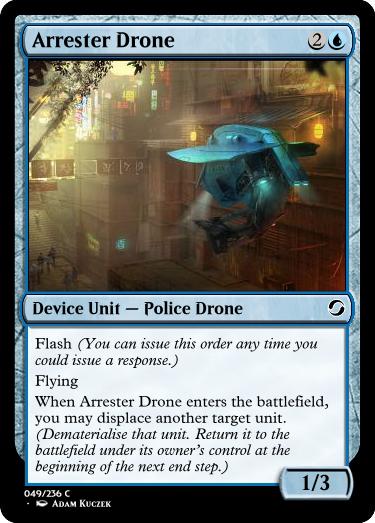 Arrester Drone 2
Device Unit — Police Drone
Flash (You can issue this order any time you
could issue a response.)
Flying
When Arrester Drone enters the battlefield,
you may displace another target unit.
(Dematerialise that unit. Return it to the
battlefield under its owner's control at the
beginning of the next end step.)
1/3
049/236 C
· Adam Kuczek